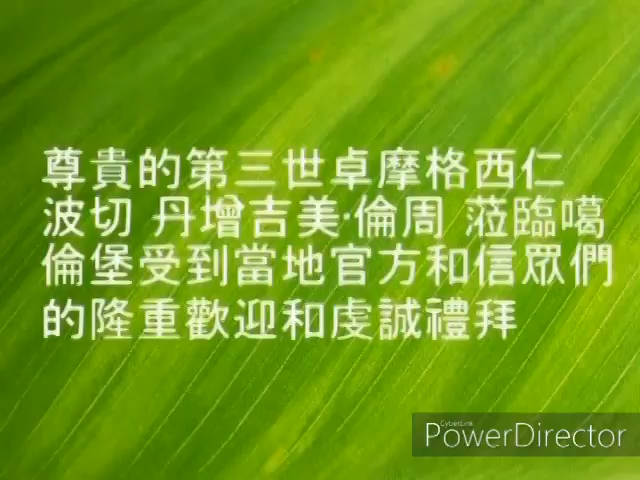 尊貴的第三世卓摩格西仁
波切 丹增吉美·倫周 蒞臨噶
倫堡受到當地官方和信眾們
的隆重歡迎和虔誠禮拜
CyberLink
PowerDirector